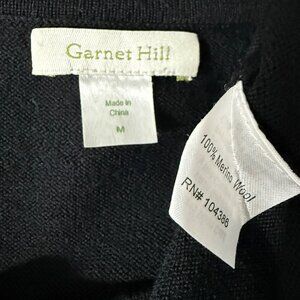 Garnet Hill
Made in
China
M
100% Merino Wool
RN# 104386